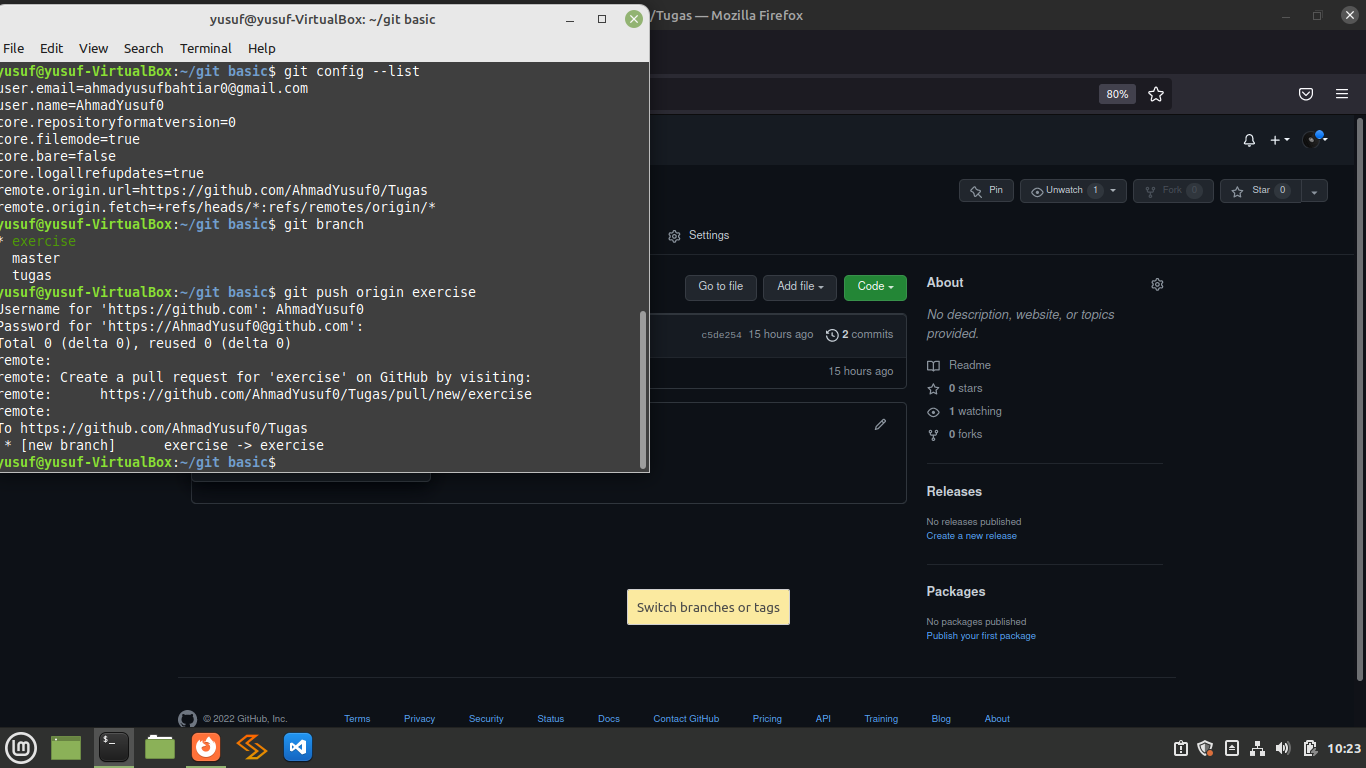 yusuf@yusuf-VirtualBox: ~/git basic
/Tugas — Mozilla Firefox
File Edit View Search Terminal Help
yusuf@yusuf-VirtualBox:~/git basic$ git config --list
user.email=ahmadyusufbahtiar0@gmail.com
user.name=AhmadYusuf0
core.repositoryformatversion=0
core.filemode=true
core.bare=false
core.logallrefupdates=true
remote.origin.url=https://github.com/AhmadYusuf0/Tugas
remote.origin.fetch=+refs/heads/*:refs/remotes/origin/*
yusuf@yusuf-VirtualBox:~/git basic$ git branch
* exercise
master
tugas
yusuf@yusuf-VirtualBox:~/git basic$ git push origin exercise
Username for 'https://github.com': AhmadYusuf0
Password for 'https://AhmadYusuf0@github.com':
Total 0 (delta 0), reused 0 (delta 0)
remote:
remote: Create a pull request for 'exercise' on GitHub by visiting:
remote:      https://github.com/AhmadYusuf0/Tugas/pull/new/exercise
remote:
To https://github.com/AhmadYusuf0/Tugas
* [new branch]      exercise -> exercise
yusuf@yusuf-VirtualBox:~/git basic$
80%
Pin Unwatch 1 Fork 0 Star 0
Settings
Go to file Add file Code
c5de254 15 hours ago 2 commits
15 hours ago
About
No description, website, or topics
provided.
Readme
0 stars
1 watching
0 forks
Releases
No releases published
Create a new release
Packages
No packages published
Publish your first package
Switch branches or tags
© 2022 GitHub, Inc. Terms Privacy Security Status Docs Contact GitHub Pricing API Training Blog About
10:23